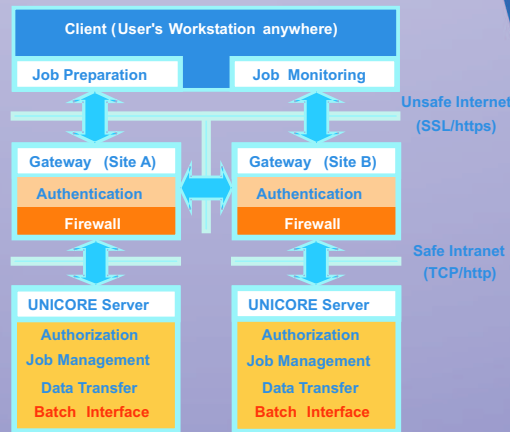 Client (User's Workstation anywhere)
Job Preparation
Job Monitoring
Unsafe Internet
(SSL/https)
Gateway (Site A)
Authentication
Firewall
Gateway (Site B)
Authentication
Firewall
Safe Intranet
(TCP/http)
UNICORE Server
Authorization
Job Management
Data Transfer
Batch Interface
UNICORE Server
Authorization
Job Management
Data Transfer
Batch Interface